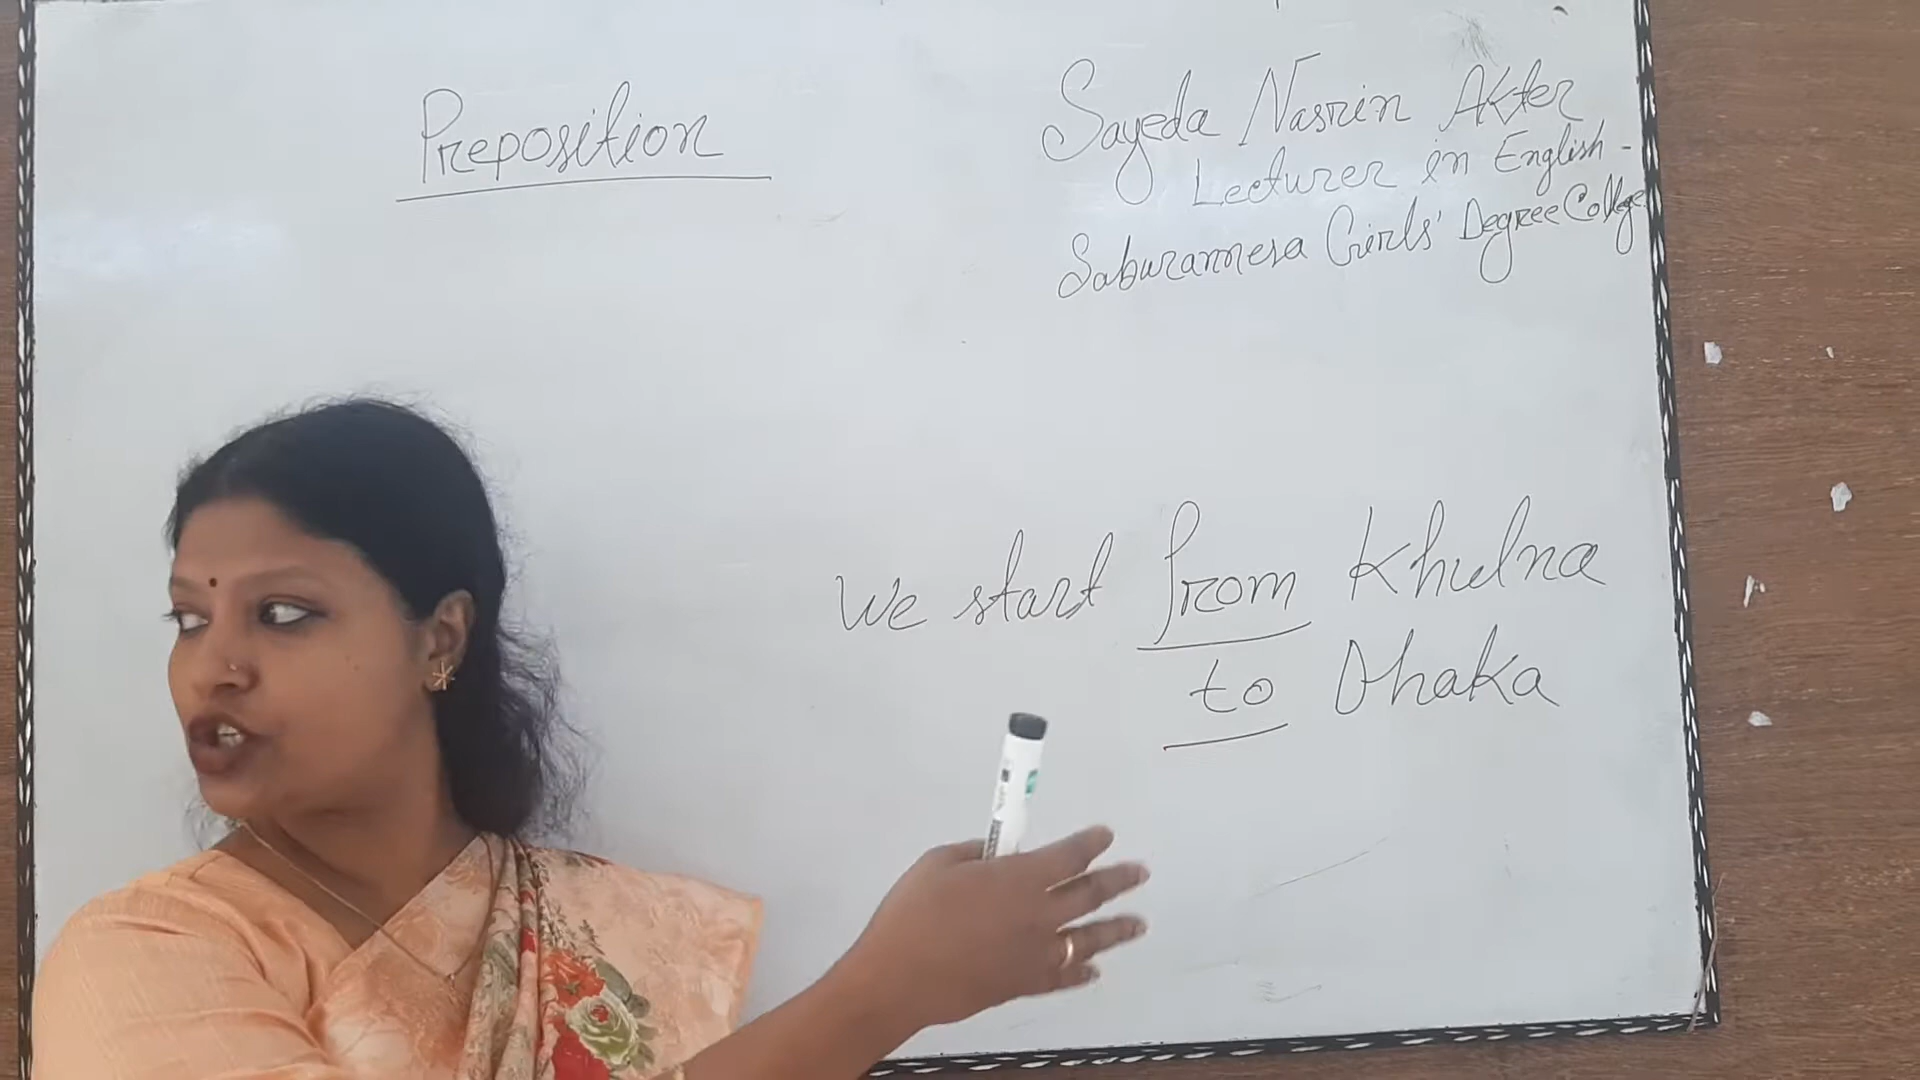 Preposition
Sayeda Nasrin Akter
Lecturer in English -
Saburannesa Girls' Degree College
We start from Khulna
to Dhaka